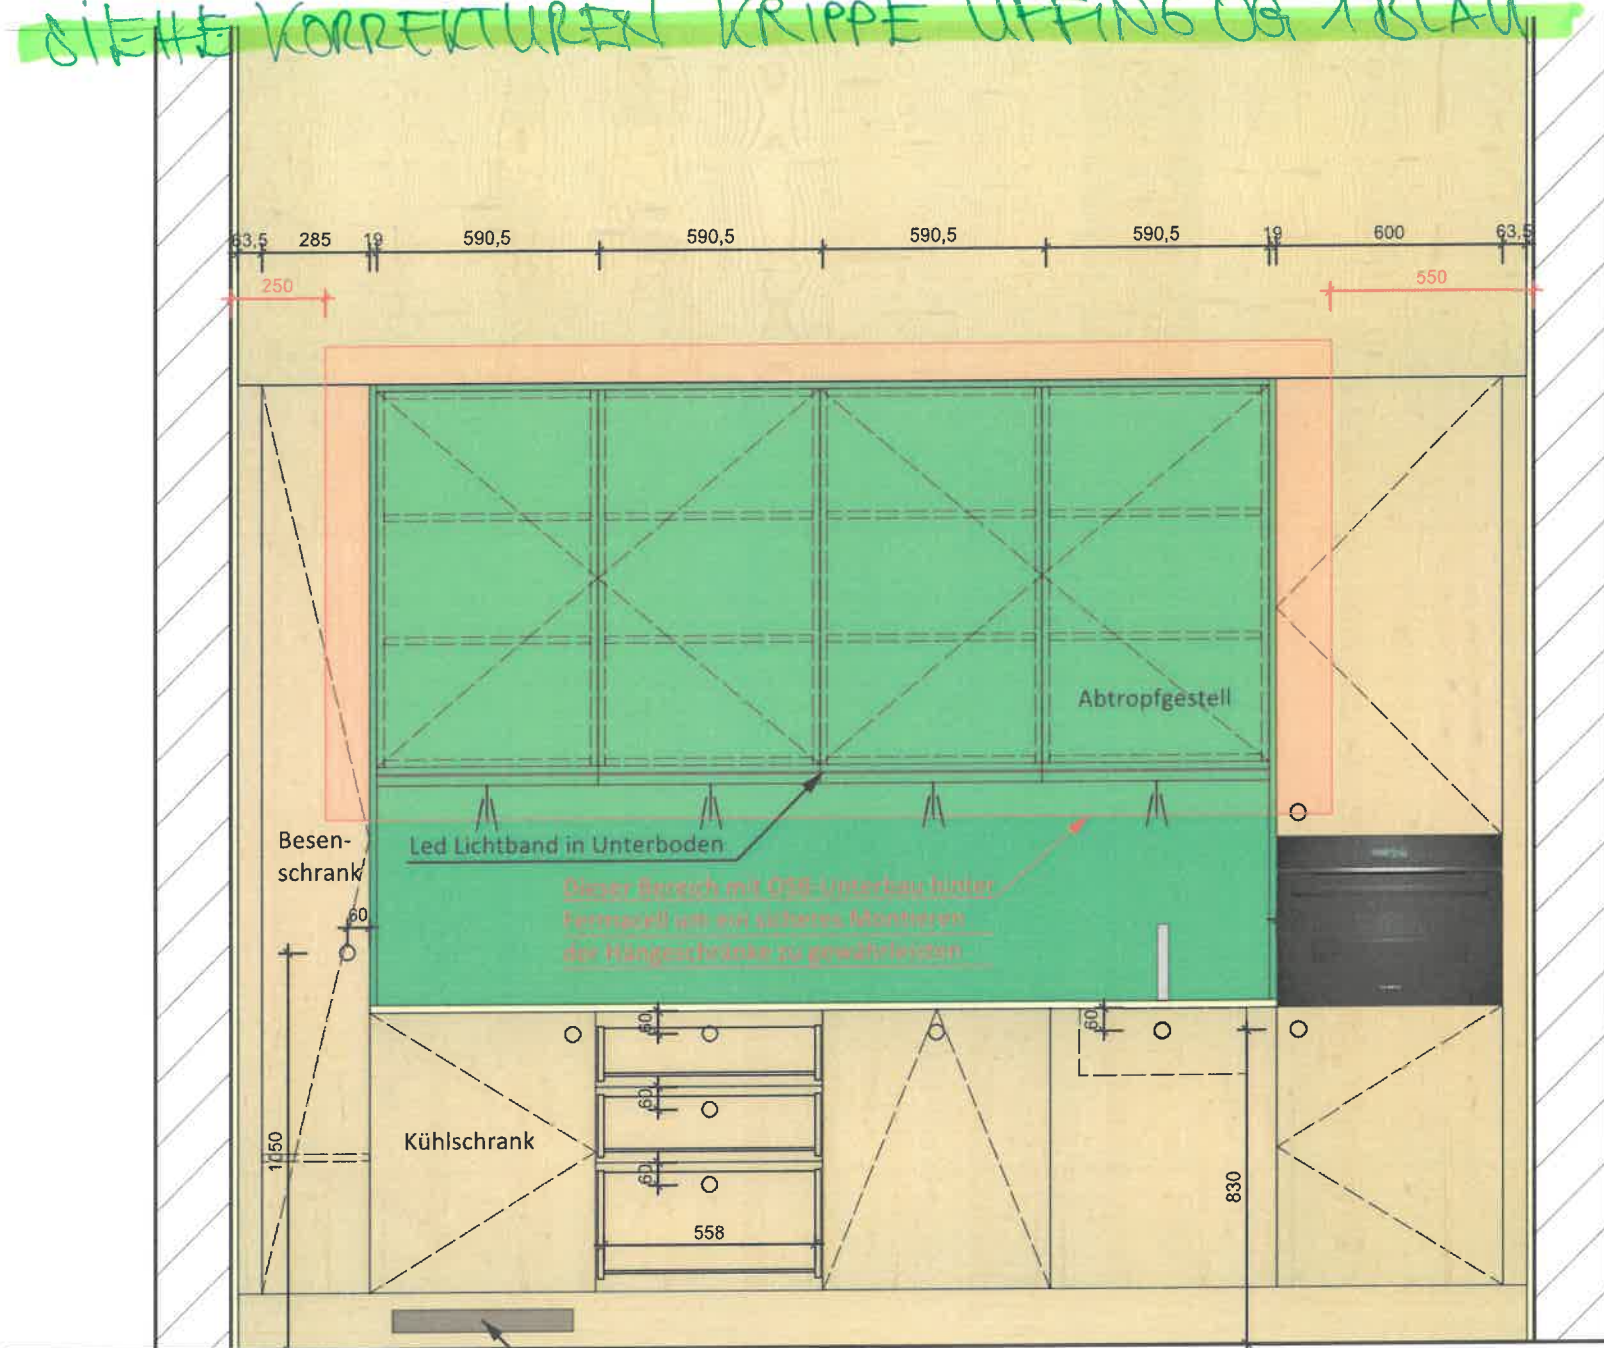 SIEHE KORREKTUREN KRIPPE UFFING OG 1 BLAU
63,5 285 19 590,5 590,5 590,5 590,5 19 600 63,5
250 550
Abtropfgestell
Besen-
schrank
Led Lichtband in Unterboden
Dieser Bereich mit OSB-Unterbau hinter
Fermacell um ein sicheres Montieren
der Hängeschränke zu gewährleisten
60
60
60
60
Kühlschrank
1050
60
830
558